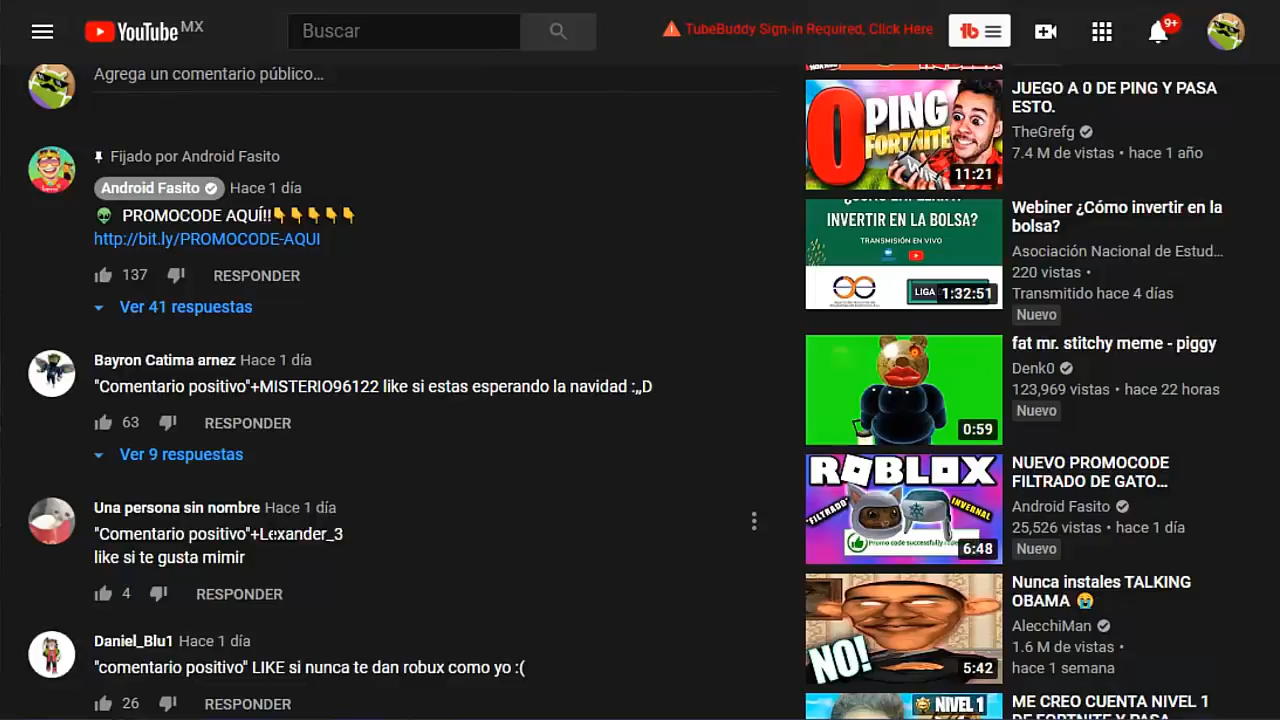 YouTube MX
Buscar
TubeBuddy Sign-in Required, Click Here
tb
9+
Agrega un comentario público...
Fijado por Android Fasito
Android Fasito Hace 1 día
👽 PROMOCODE AQUÍ!!👇👇👇👇👇
http://bit.ly/PROMOCODE-AQUI
137 RESPONDER
Ver 41 respuestas
Bayron Catima arnez Hace 1 día
"Comentario positivo"+MISTERIO96122 like si estas esperando la navidad :,,D
63 RESPONDER
Ver 9 respuestas
Una persona sin nombre Hace 1 día
"Comentario positivo"+Lexander_3
like si te gusta mimir
4 RESPONDER
Daniel_Blu1 Hace 1 día
"comentario positivo" LIKE si nunca te dan robux como yo :(
26 RESPONDER
0 PING
FORTNITE
11:21
JUEGO A 0 DE PING Y PASA
ESTO.
TheGrefg
7.4 M de vistas • hace 1 año
INVERTIR EN LA BOLSA?
TRANSMISIÓN EN VIVO
LIGA
1:32:51
Webiner ¿Cómo invertir en la
bolsa?
Asociación Nacional de Estud...
220 vistas •
Transmitido hace 4 días
Nuevo
0:59
fat mr. stitchy meme - piggy
Denk0
123,969 vistas • hace 22 horas
Nuevo
ROBLOX
"FILTRADO"
INVERNAL
Promo code successfully
6:48
NUEVO PROMOCODE
FILTRADO DE GATO...
Android Fasito
25,526 vistas • hace 1 día
Nuevo
NO!
5:42
Nunca instales TALKING
OBAMA 😭
AlecchiMan
1.6 M de vistas •
hace 1 semana
NIVEL 1
ME CREO CUENTA NIVEL 1
DE FORTNITE Y PASA